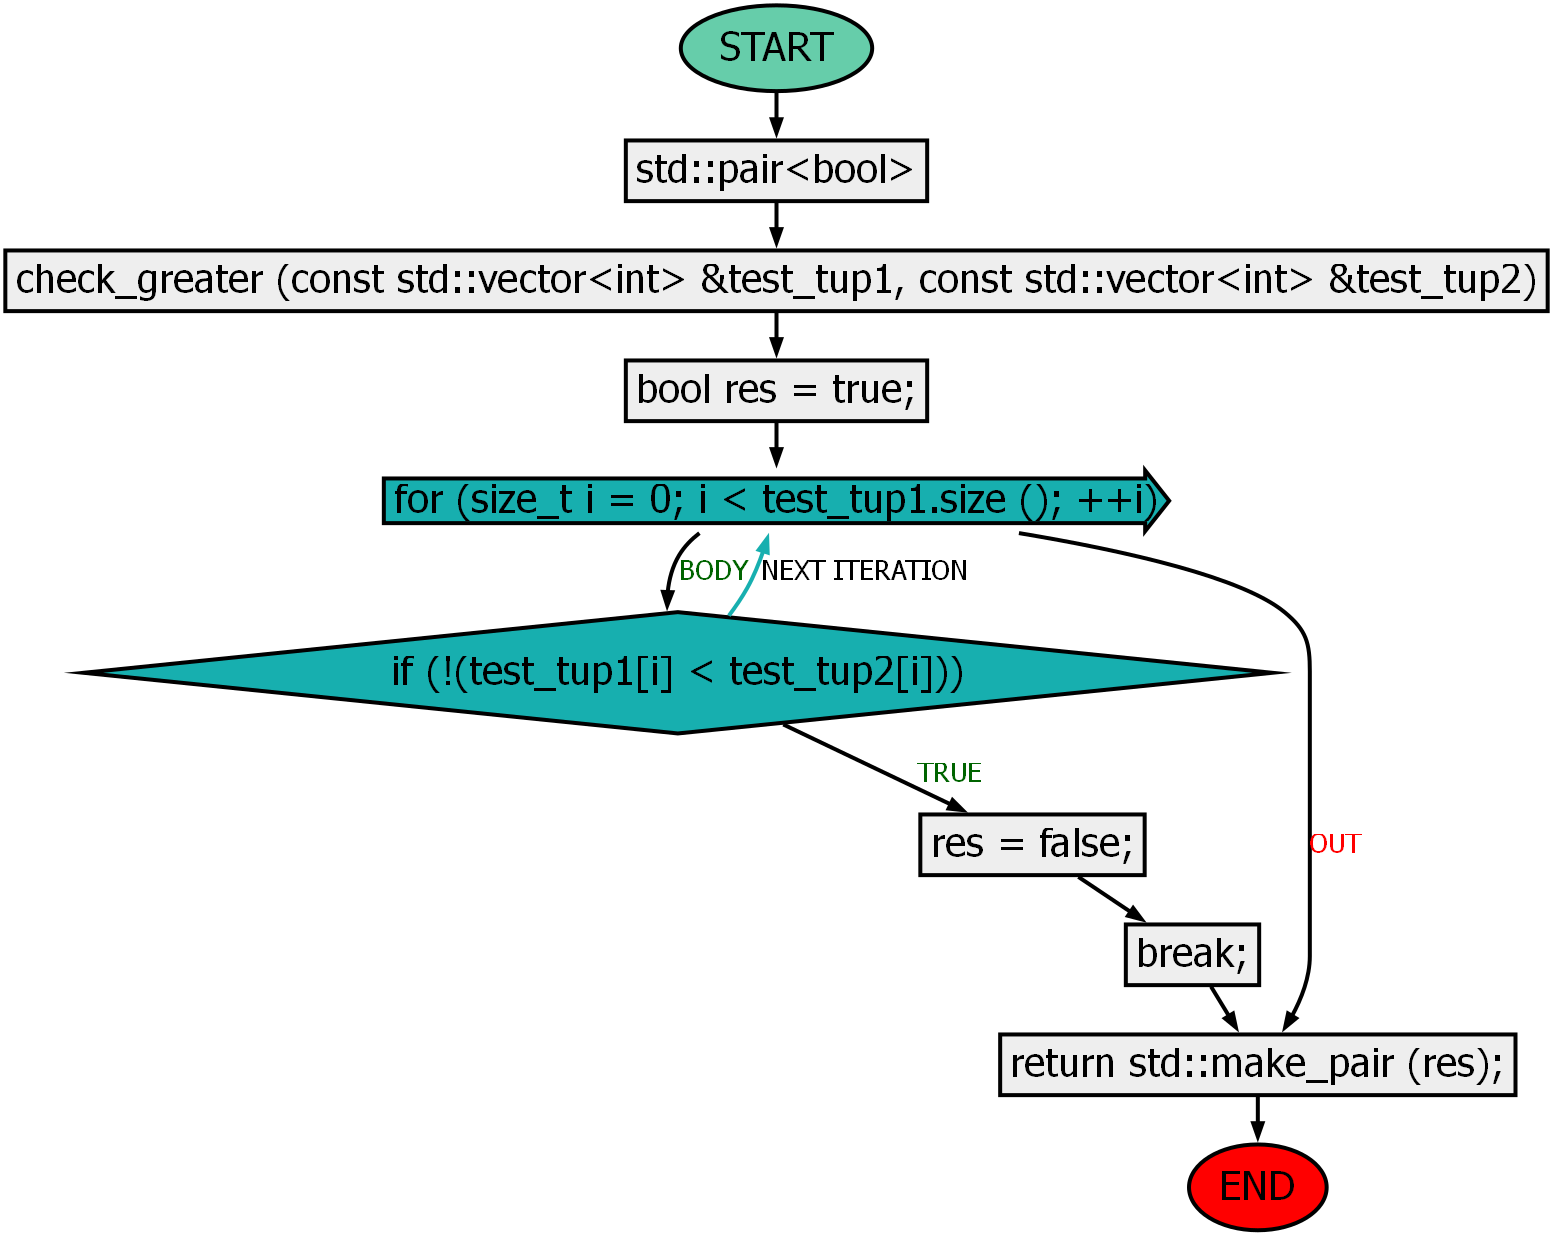 START
std::pair<bool>
check_greater (const std::vector<int> &test_tup1, const std::vector<int> &test_tup2)
bool res = true;
for (size_t i = 0; i < test_tup1.size (); ++i)
BODY
NEXT ITERATION
if (!(test_tup1[i] < test_tup2[i]))
TRUE
res = false;
OUT
break;
return std::make_pair (res);
END